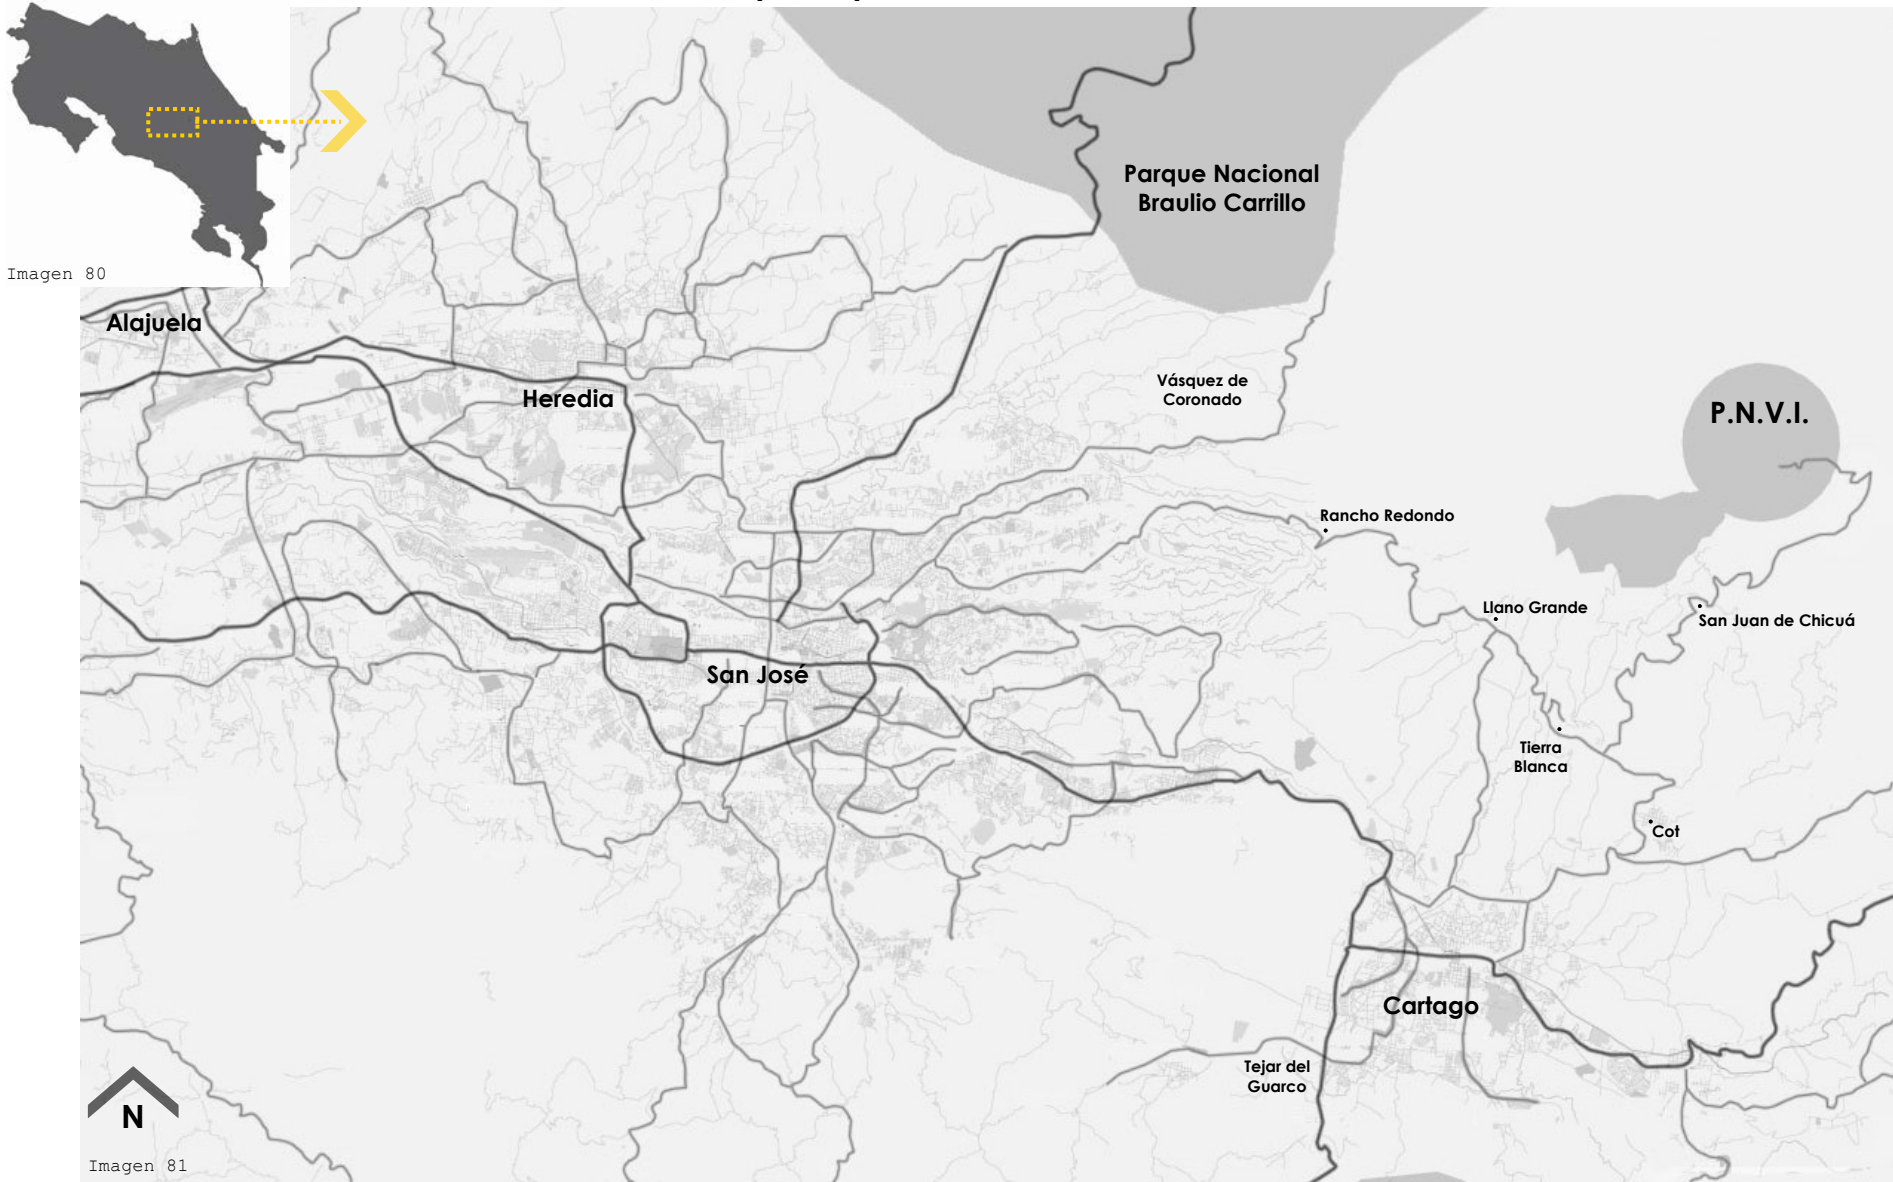 Imagen 80
Parque Nacional
Braulio Carrillo
Alajuela
Heredia
Vásquez de
Coronado
P.N.V.I.
Rancho Redondo
Llano Grande
San Juan de Chicuá
San José
Tierra
Blanca
Cot
Cartago
Tejar del
Guarco
N
Imagen 81